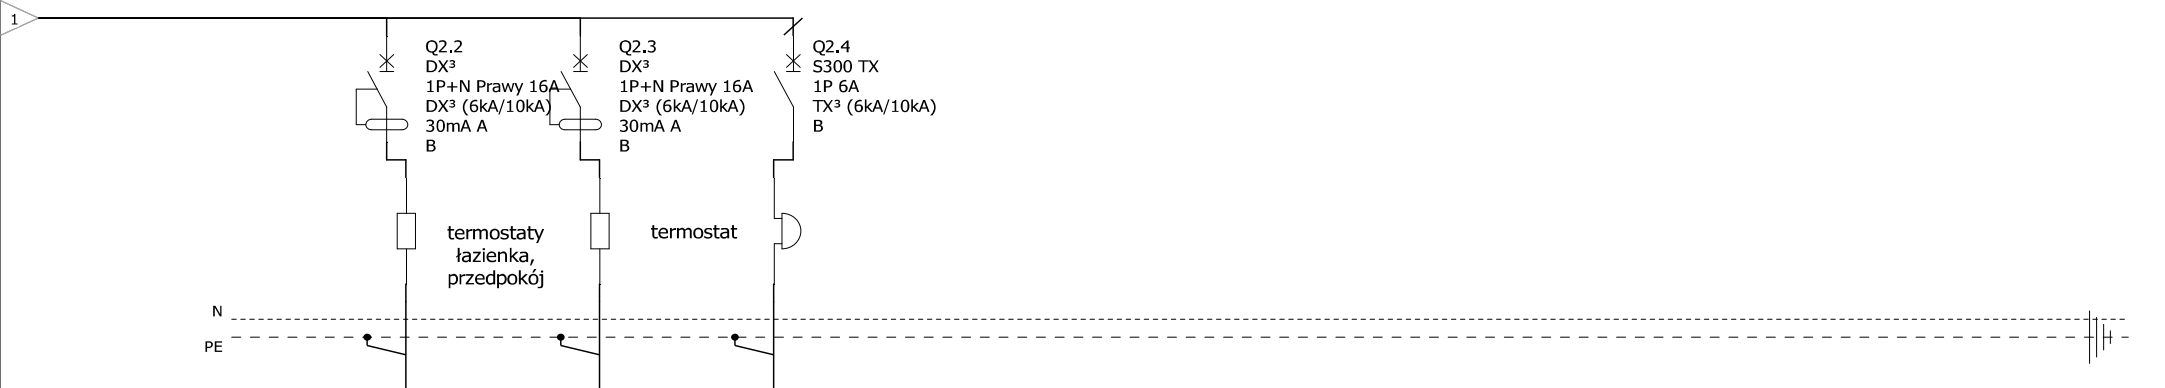 1
Q2.2
DX³
1P+N Prawy 16A
DX³ (6kA/10kA)
30mA A
B
Q2.3
DX³
1P+N Prawy 16A
DX³ (6kA/10kA)
30mA A
B
Q2.4
S300 TX
1P 6A
TX³ (6kA/10kA)
B
termostaty
łazienka,
przedpokój
termostat
N
PE